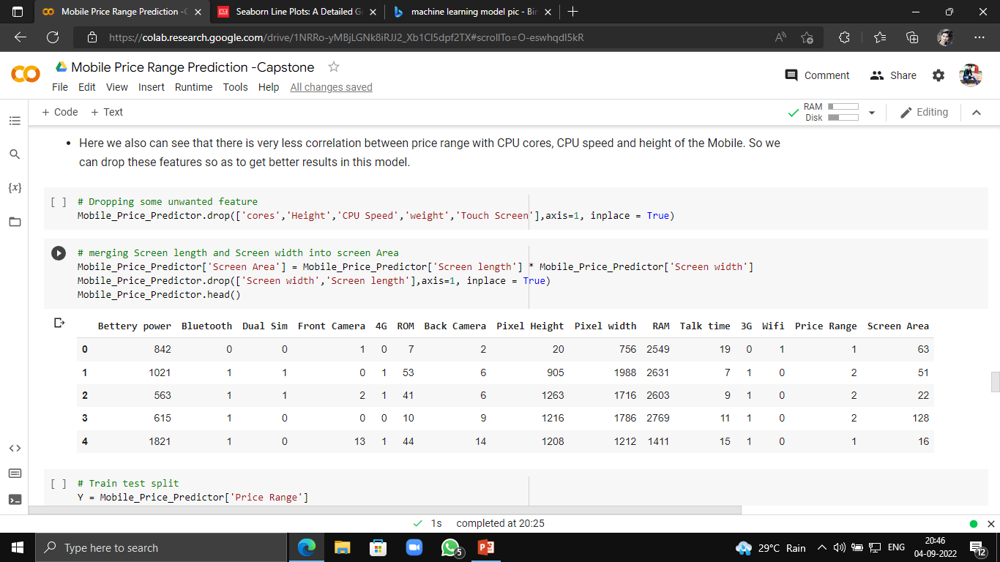 Mobile Price Range Prediction -C
Seaborn Line Plots: A Detailed G
machine learning model pic - Bin
https://colab.research.google.com/drive/1NRRo-yMBjLGNk8iRJJ2_Xb1Cl5dpf2TX#scrollTo=O-eswhqdI5kR
Mobile Price Range Prediction -Capstone
Comment Share
File Edit View Insert Runtime Tools Help All changes saved
+ Code + Text
RAM
Disk
Editing
• Here we also can see that there is very less correlation between price range with CPU cores, CPU speed and height of the Mobile. So we
can drop these features so as to get better results in this model.
[ ] # Dropping some unwanted feature
Mobile_Price_Predictor.drop(['cores','Height','CPU Speed','weight','Touch Screen'],axis=1, inplace = True)
{x}
# merging Screen length and Screen width into screen Area
Mobile_Price_Predictor['Screen Area'] = Mobile_Price_Predictor['Screen length'] * Mobile_Price_Predictor['Screen width']
Mobile_Price_Predictor.drop(['Screen width','Screen length'],axis=1, inplace = True)
Mobile_Price_Predictor.head()
Bettery power Bluetooth Dual Sim Front Camera 4G ROM Back Camera Pixel Height Pixel width RAM Talk time 3G Wifi Price Range Screen Area
0 842 0 0 1 0 7 2 20 756 2549 19 0 1 1 63
1 1021 1 1 0 1 53 6 905 1988 2631 7 1 0 2 51
2 563 1 1 2 1 41 6 1263 1716 2603 9 1 0 2 22
3 615 1 0 0 0 10 9 1216 1786 2769 11 1 0 2 128
4 1821 1 0 13 1 44 14 1208 1212 1411 15 1 0 1 16
[ ] # Train test split
Y = Mobile_Price_Predictor['Price Range']
1s completed at 20:25
Type here to search
5
29°C Rain
ENG
20:46
04-09-2022
12